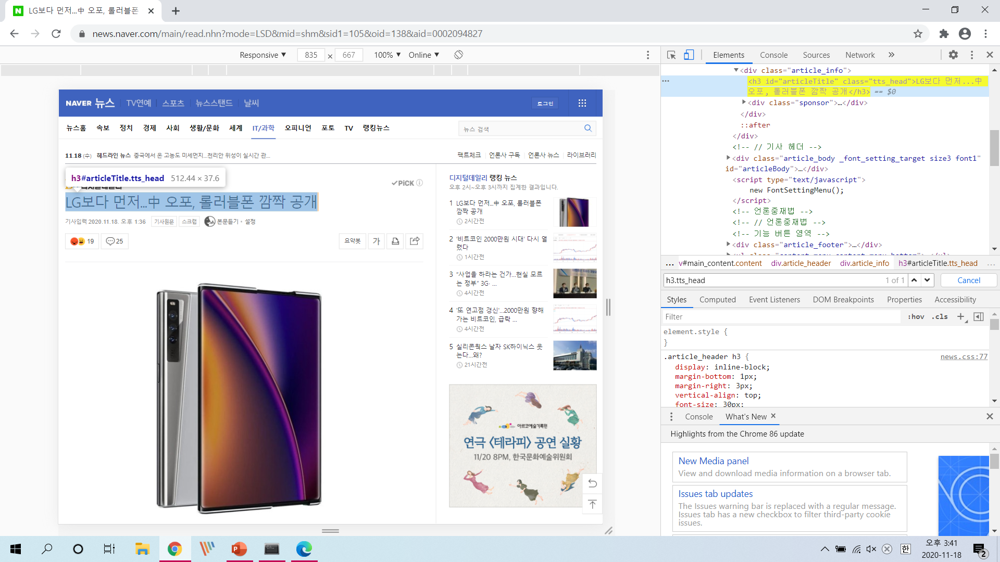 LG보다 먼저...中 오포, 롤러블폰
news.naver.com/main/read.nhn?mode=LSD&mid=shm&sid1=105&oid=138&aid=0002094827
Responsive ▼ 835 × 667 100% ▼ Online ▼
NAVER 뉴스 TV연예 스포츠 뉴스스탠드 날씨 로그인
뉴스홈 속보 정치 경제 사회 생활/문화 세계 IT/과학 오피니언 포토 TV 랭킹뉴스 뉴스 검색
11.18 (수) 헤드라인 뉴스 중국에서 온 고농도 미세먼지...천리안 위성이 실시간 관... 팩트체크 언론사 구독 언론사 뉴스 라이브러리
h3#articleTitle.tts_head 512.44 × 37.6
PiCK
LG보다 먼저...中 오포, 롤러블폰 깜짝 공개
기사입력 2020.11.18. 오후 1:36 기사원문 스크랩 본문듣기 · 설정
19 25 요약봇 가
디지털데일리 랭킹 뉴스
오후 2시~오후 3시까지 집계한 결과입니다.
1 LG보다 먼저...中 오포, 롤러블폰
깜짝 공개
2시간전
2 '비트코인 2000만원 시대' 다시 열
렸다
1시간전
3 "사업을 하라는 건가...현실 모르
는 정부" 3G· ...
4시간전
4 '또 연고점 경신'...2000만원 향해
가는 비트코인, 급락 ...
4시간전
5 실리콘웍스 날자 SK하이닉스 웃
는다...왜?
21시간전
아르코예술기록원
연극 <테라피> 공연 실황
11/20 8PM, 한국문화예술위원회
Elements Console Sources Network »
▼<div class="article_info">
<h3 id="articleTitle" class="tts_head">LG보다 먼저...中
오포, 롤러블폰 깜짝 공개</h3> == $0
▶<div class="sponsor">…</div>
</div>
::after
</div>
<!-- // 기사 헤더 -->
▶<div class="article_body _font_setting_target size3 font1"
id="articleBody">…</div>
<script type="text/javascript">
new FontSettingMenu();
</script>
<!-- 언론중재법 -->
<!-- // 언론중재법 -->
<!-- 기능 버튼 영역 -->
▶<div class="article_footer">…</div>
... v#main_content.content div.article_header div.article_info h3#articleTitle.tts_head ...
h3.tts_head 1 of 1 Cancel
Styles Computed Event Listeners DOM Breakpoints Properties Accessibility
Filter :hov .cls +
element.style {
}
.article_header h3 { news.css:77
display: inline-block;
margin-bottom: 1px;
margin-right: 3px;
vertical-align: top;
font-size: 30px;
Console What's New ×
Highlights from the Chrome 86 update
New Media panel
View and download media information on a browser tab.
Issues tab updates
The Issues warning bar is replaced with a regular message.
Issues tab has a new checkbox to filter third-party cookie
issues.
한 오후 3:41
2020-11-18
2